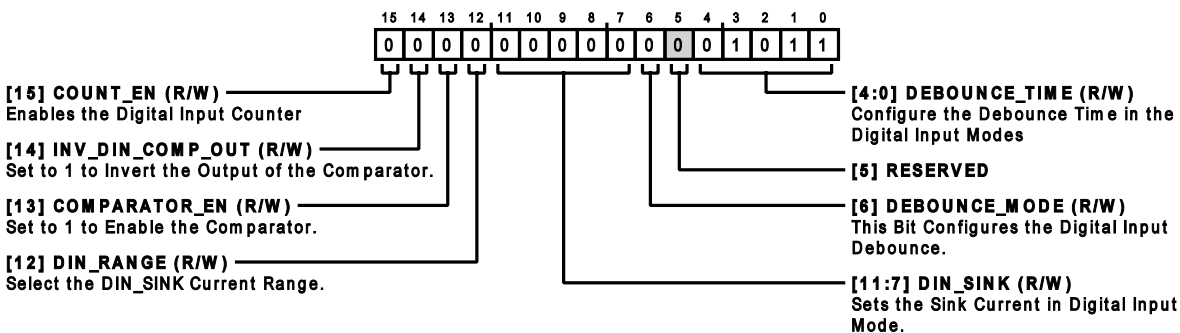 15 14 13 12 11 10 9 8 7 6 5 4 3 2 1 0
0 0 0 0 0 0 0 0 0 0 0 0 1 0 1 1
[15] COUNT_EN (R/W)
Enables the Digital Input Counter
[14] INV_DIN_COMP_OUT (R/W)
Set to 1 to Invert the Output of the Comparator.
[13] COMPARATOR_EN (R/W)
Set to 1 to Enable the Comparator.
[12] DIN_RANGE (R/W)
Select the DIN_SINK Current Range.
[4:0] DEBOUNCE_TIME (R/W)
Configure the Debounce Time in the
Digital Input Modes
[5] RESERVED
[6] DEBOUNCE_MODE (R/W)
This Bit Configures the Digital Input
Debounce.
[11:7] DIN_SINK (R/W)
Sets the Sink Current in Digital Input
Mode.